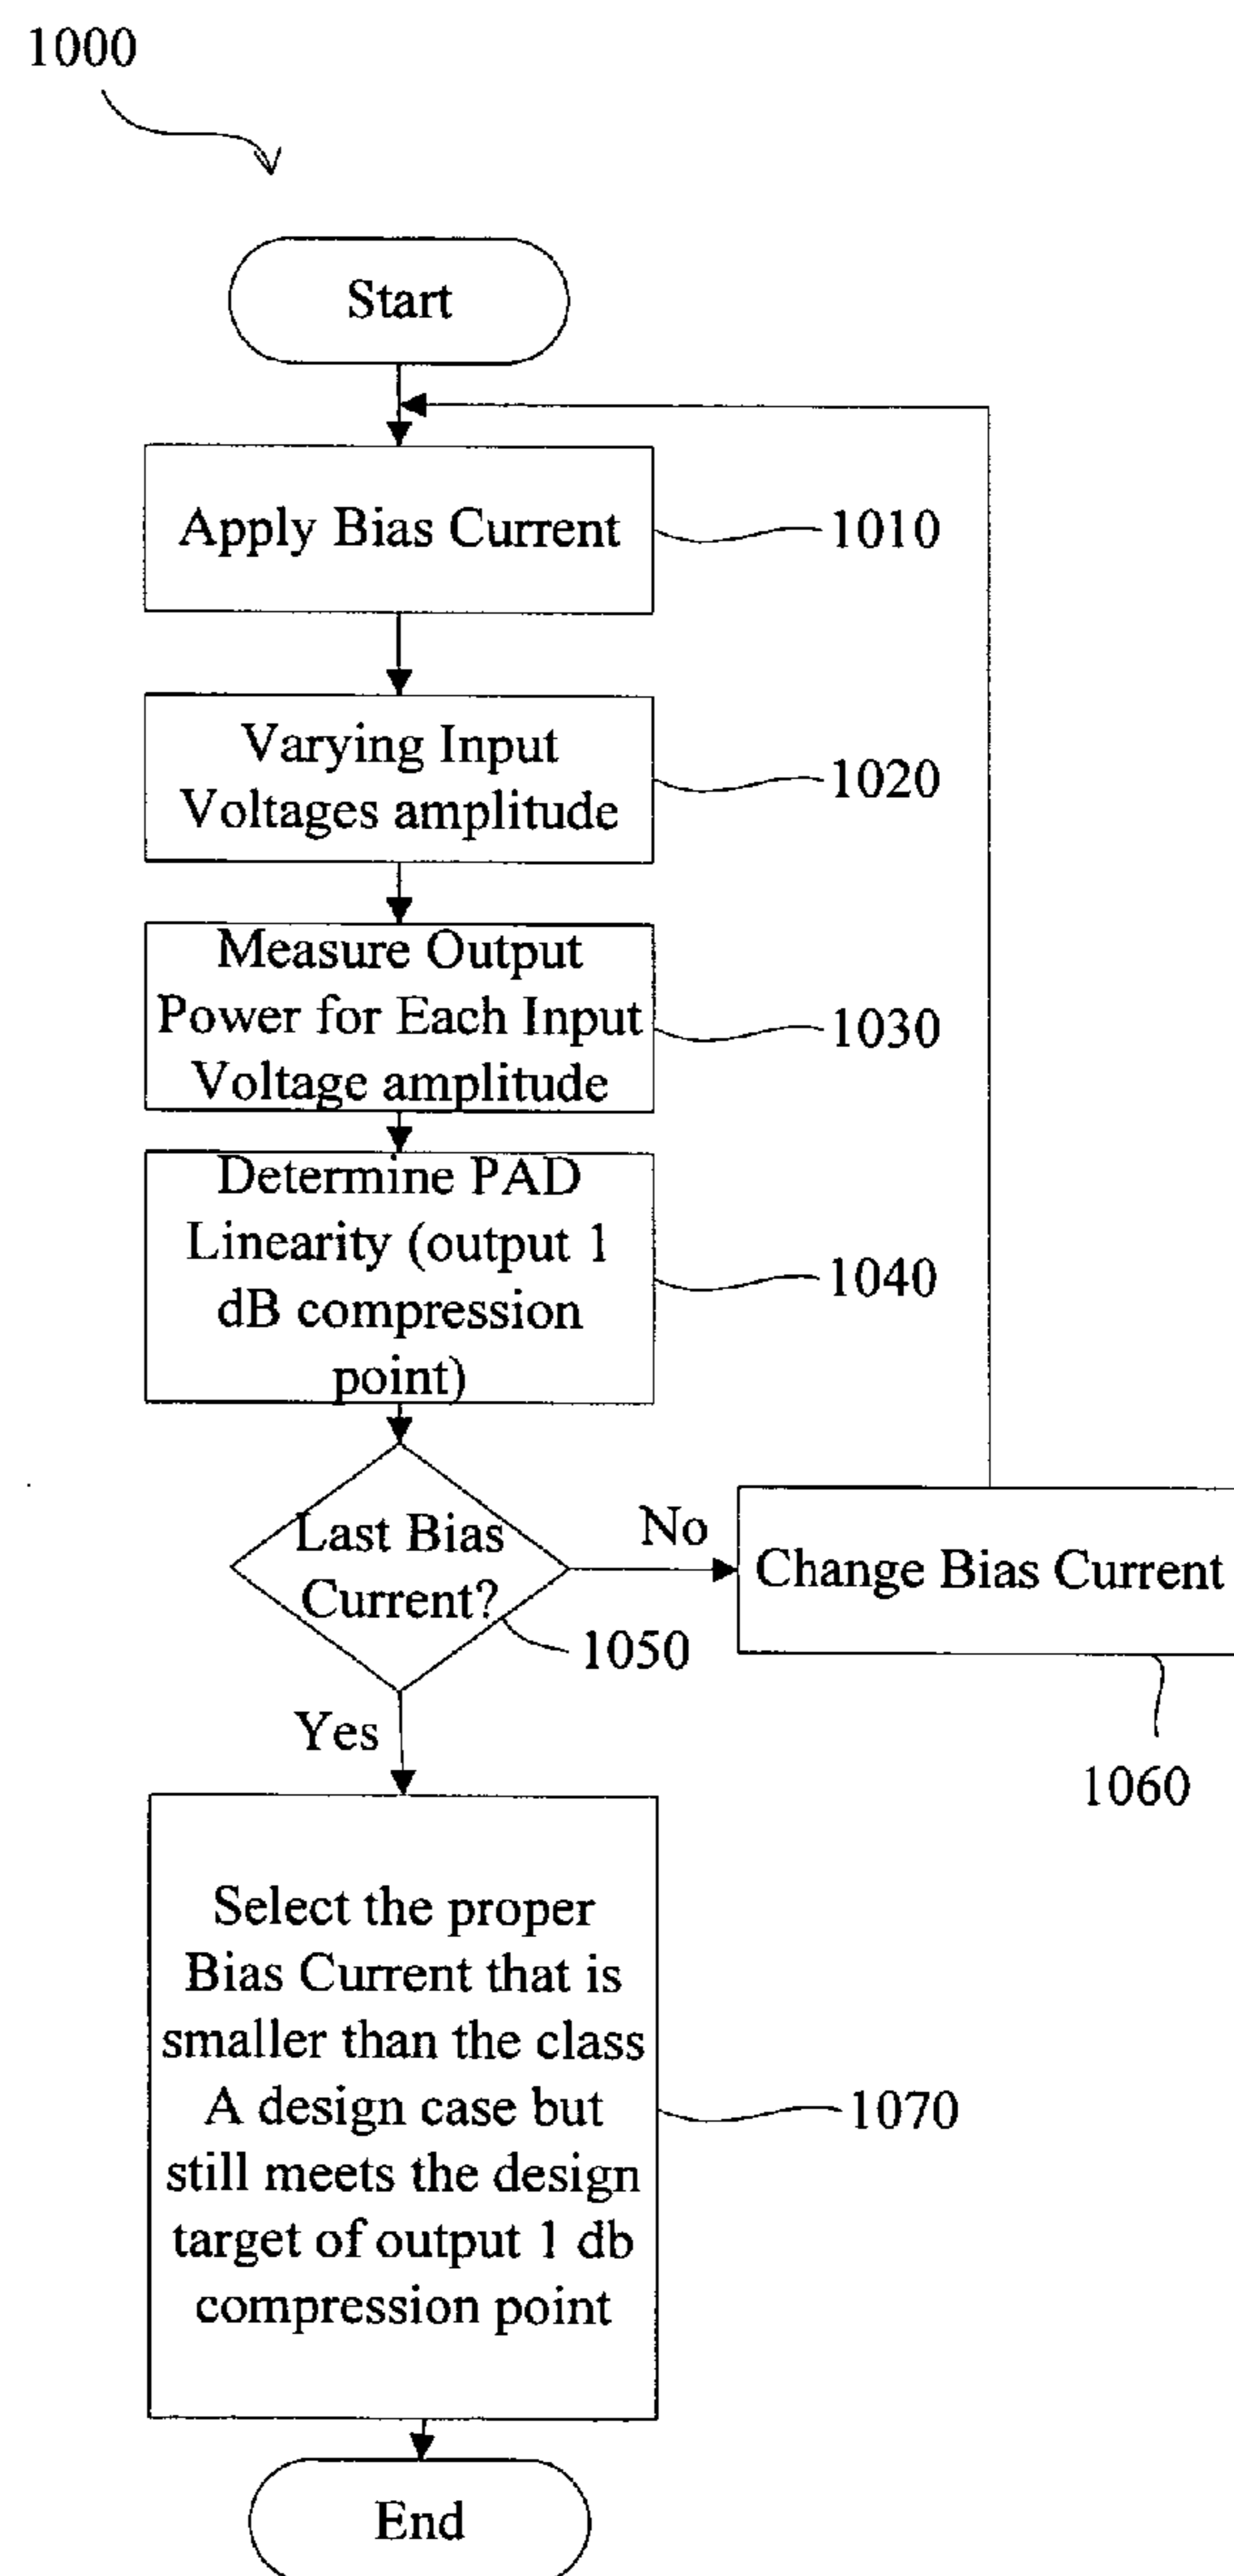 1000
Start
Apply Bias Current
1010
Varying Input
Voltages amplitude
1020
Measure Output
Power for Each Input
Voltage amplitude
1030
Determine PAD
Linearity (output 1
dB compression
point)
1040
Last Bias
Current?
1050
No
Change Bias Current
1060
Yes
Select the proper
Bias Current that is
smaller than the class
A design case but
still meets the design
target of output 1 db
compression point
1070
End